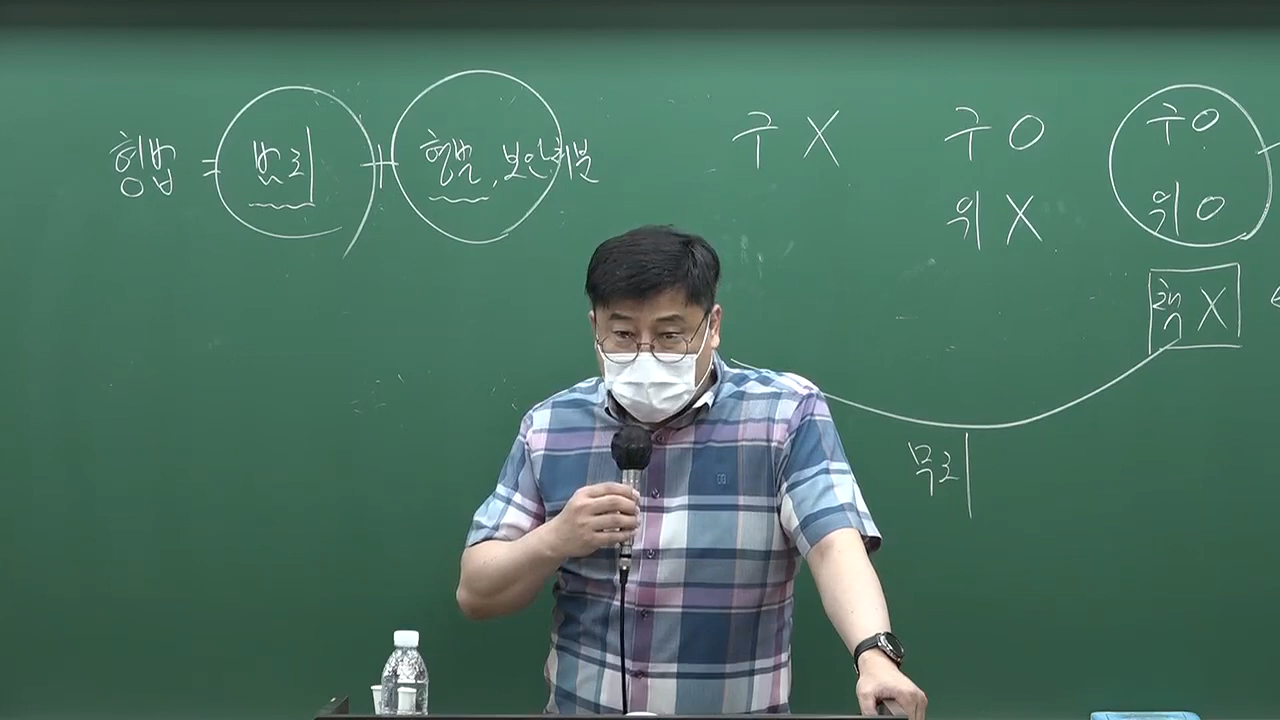 형법 = 범죄 + 형벌, 보안처분
구 X
구 O
위 X
구 O
위 O
책 X
무죄